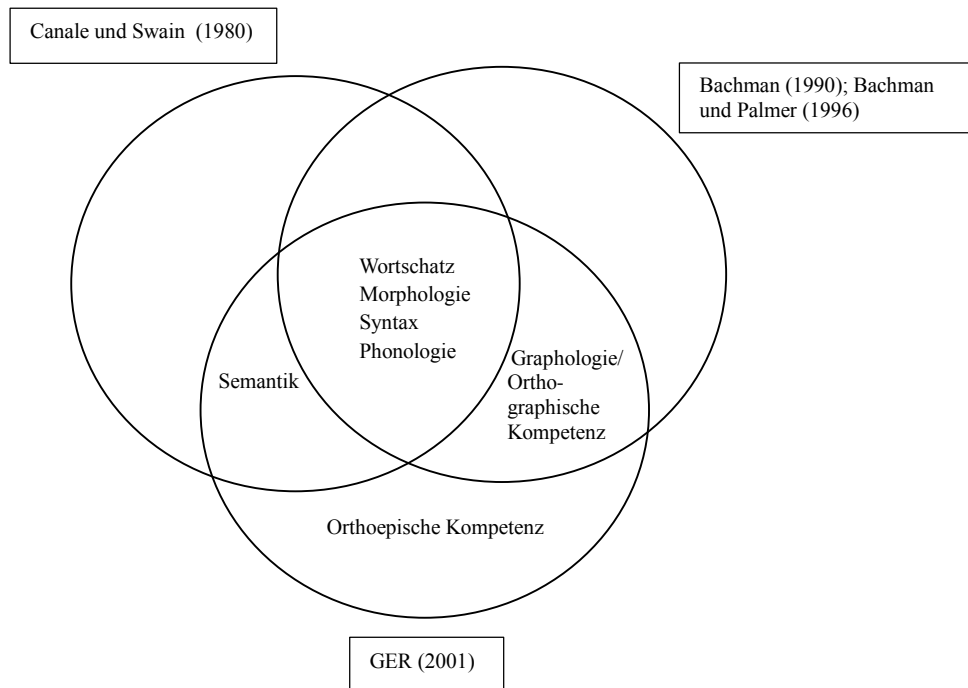 Canale und Swain (1980)
Bachman (1990); Bachman
und Palmer (1996)
Wortschatz
Morphologie
Syntax
Phonologie
Semantik
Graphologie/
Ortho-
graphische
Kompetenz
Orthoepische Kompetenz
GER (2001)